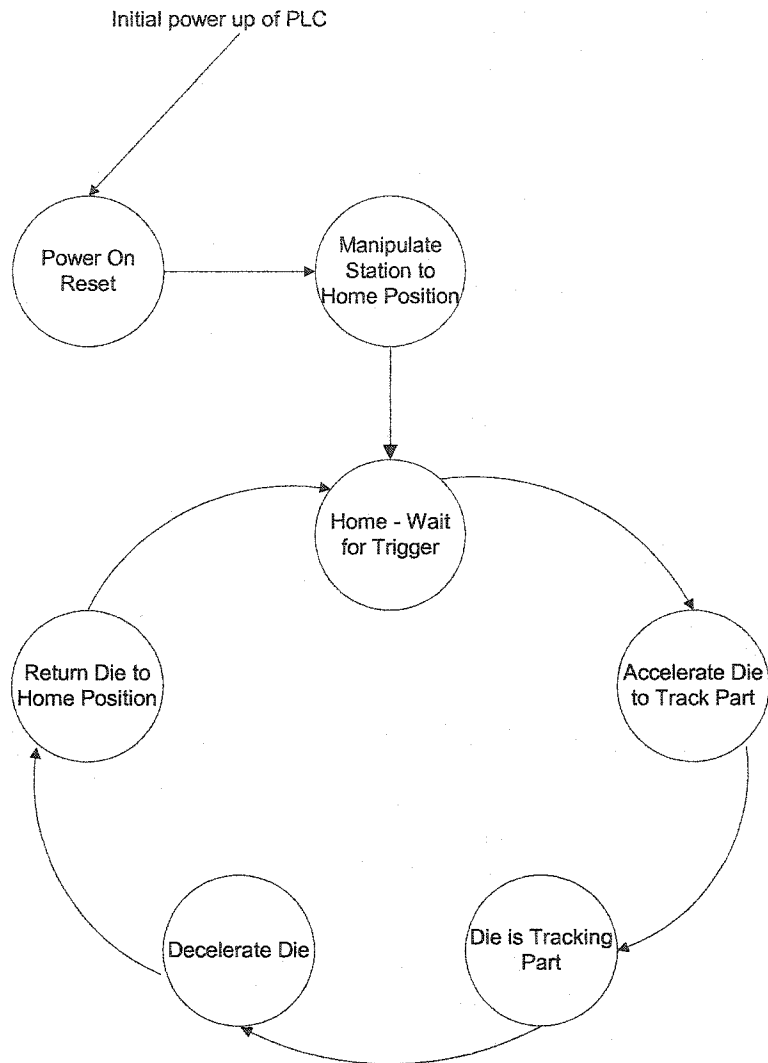 Initial power up of PLC
Power On
Reset
Manipulate
Station to
Home Position
Home - Wait
for Trigger
Return Die to
Home Position
Accelerate Die
to Track Part
Decelerate Die
Die is Tracking
Part